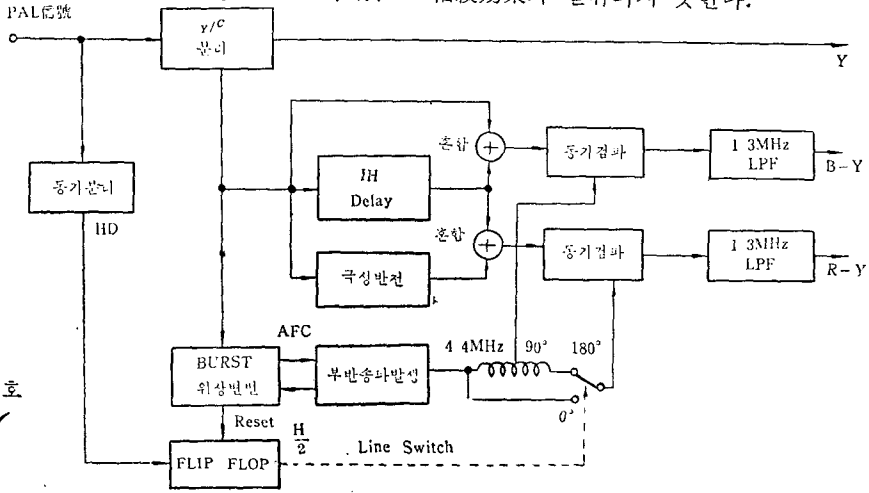 PAL信號
Y/C
분리
Y
동기분리
HD
혼합
1H
Delay
혼합
극성반전
동기검파
1 3MHz
LPF
B-Y
동기검파
1 3MHz
LPF
R-Y
AFC
BURST
위상변번
부반송파발생
4 4MHz 90° 180°
0°
Reset
H/2
Line Switch
FLIP FLOP
호